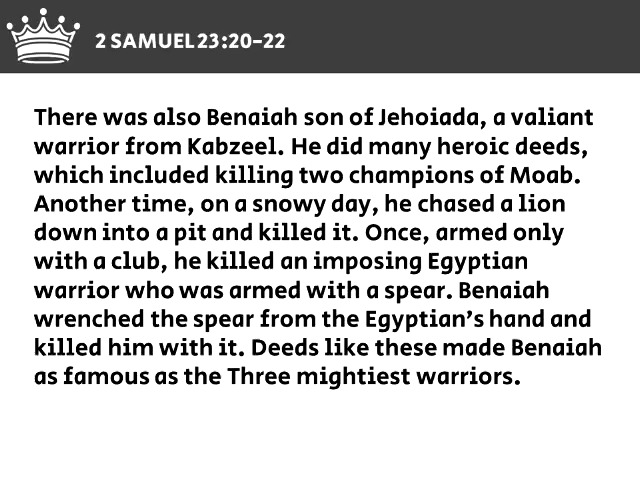 2 SAMUEL 23:20-22
There was also Benaiah son of Jehoiada, a valiant
warrior from Kabzeel. He did many heroic deeds,
which included killing two champions of Moab.
Another time, on a snowy day, he chased a lion
down into a pit and killed it. Once, armed only
with a club, he killed an imposing Egyptian
warrior who was armed with a spear. Benaiah
wrenched the spear from the Egyptian’s hand and
killed him with it. Deeds like these made Benaiah
as famous as the Three mightiest warriors.